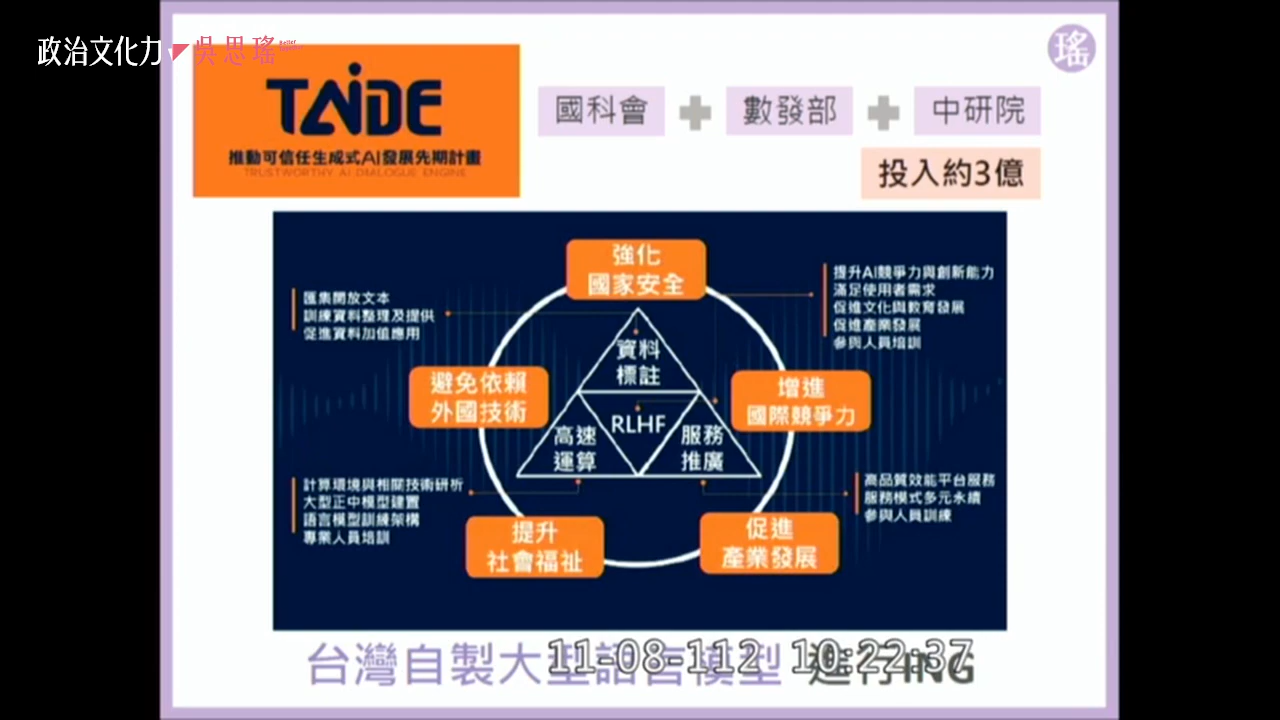 政治文化力 吳思瑤
瑤
TAIDE
推動可信任生成式AI發展先期計畫
TRUSTWORTHY AI DIALOGUE ENGINE
國科會 + 數發部 + 中研院
投入約3億
強化
國家安全
提升AI競爭力與創新能力
滿足使用者需求
促進文化與教育發展
促進產業發展
參與人員培訓
匯集開放文本
訓練資料整理及提供
促進資料加值應用
資料
標註
避免依賴
外國技術
增進
國際競爭力
RLHF
高速
運算
服務
推廣
計算環境與相關技術研析
大型正中模型建置
語言模型訓練架構
專業人員培訓
高品質效能平台服務
服務模式多元永續
參與人員訓練
提升
社會福祉
促進
產業發展
台灣自製大型語言模型 進行ING
11-08-112 10:22:37